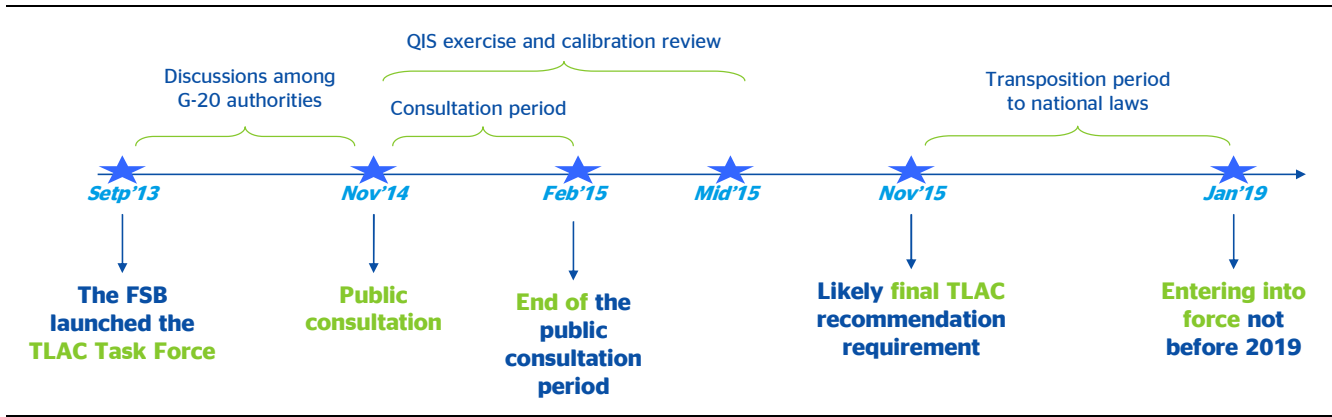 QIS exercise and calibration review
Discussions among
G-20 authorities
Consultation period
Transposition period
to national laws
Setp'13
Nov'14
Feb'15
Mid'15
Nov'15
Jan'19
The FSB
launched the
TLAC Task Force
Public
consultation
End of the
public
consultation
period
Likely final TLAC
recommendation
requirement
Entering into
force not
before 2019